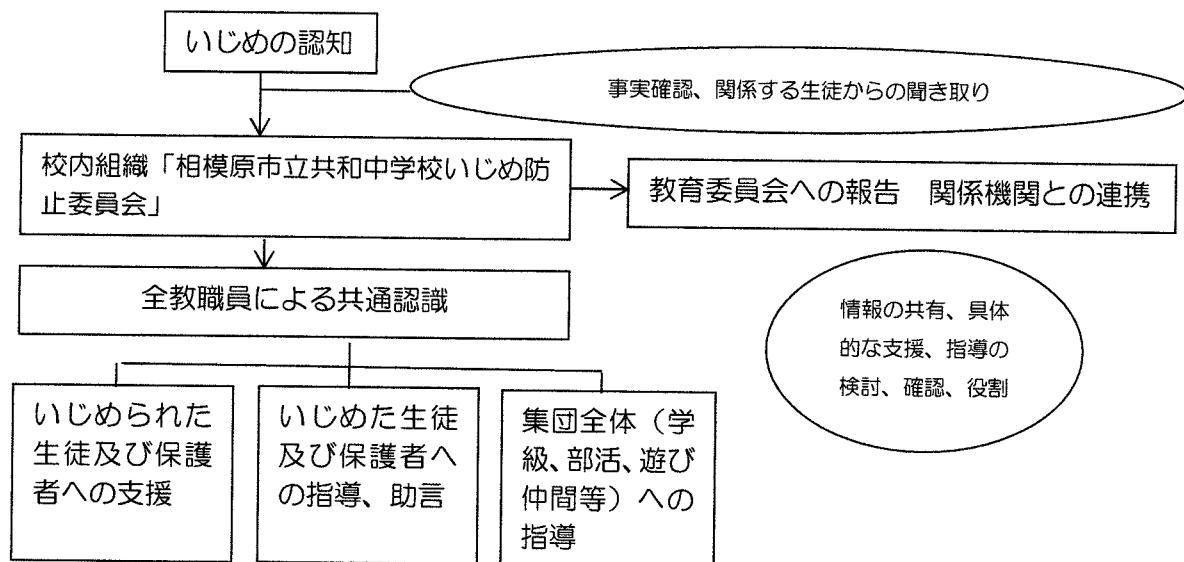 いじめの認知
事実確認、関係する生徒からの聞き取り
校内組織「相模原市立共和中学校いじめ防
止委員会」
教育委員会への報告　関係機関との連携
全教職員による共通認識
情報の共有、具体
的な支援、指導の
検討、確認、役割
いじめられた
生徒及び保護
者への支援
いじめた生徒
及び保護者へ
の指導、助言
集団全体（学
級、部活、遊び
仲間等）への
指導